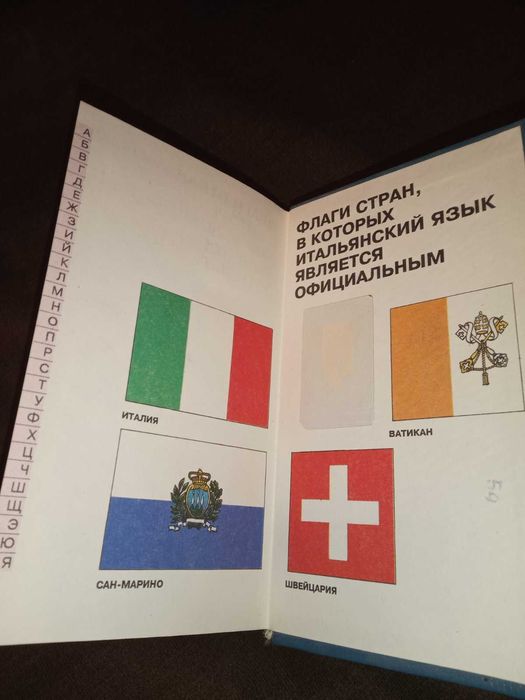 А
Б
В
Г
Д
Е
Ж
З
И
Й
К
Л
М
Н
О
П
Р
С
Т
У
Ф
Х
Ц
Ч
Ш
Щ
Э
Ю
Я
ИТАЛИЯ
САН-МАРИНО
ФЛАГИ СТРАН,
В КОТОРЫХ
ИТАЛЬЯНСКИЙ ЯЗЫК
ЯВЛЯЕТСЯ
ОФИЦИАЛЬНЫМ
ВАТИКАН
ШВЕЙЦАРИЯ